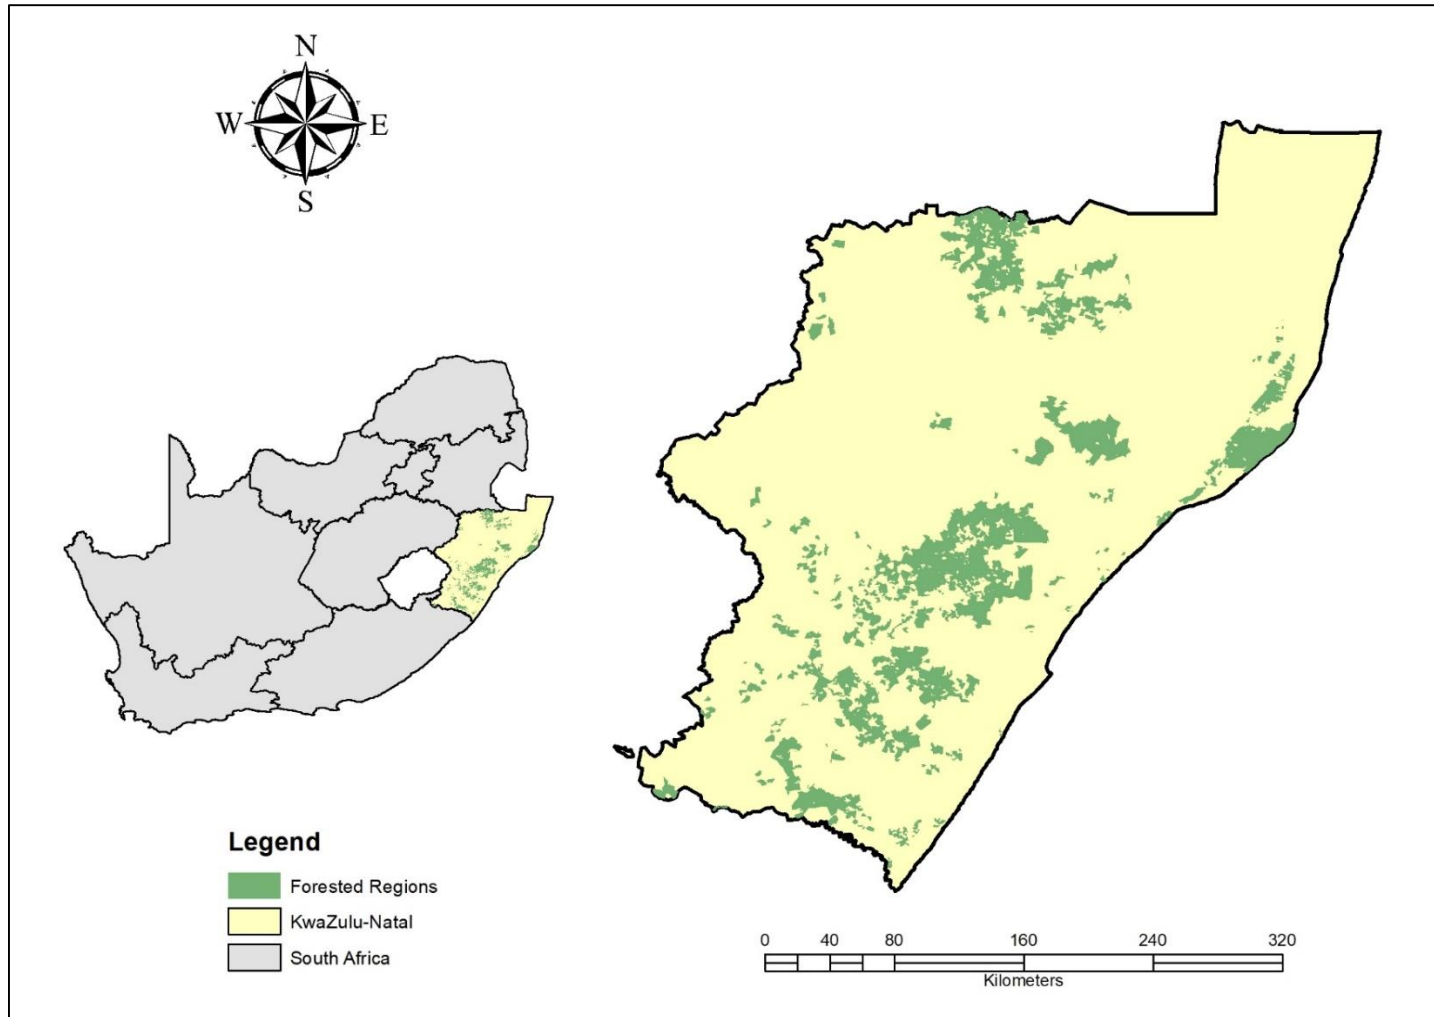 N
W E
S
Legend
Forested Regions
KwaZulu-Natal
South Africa
0 40 80 160 240 320
Kilometers